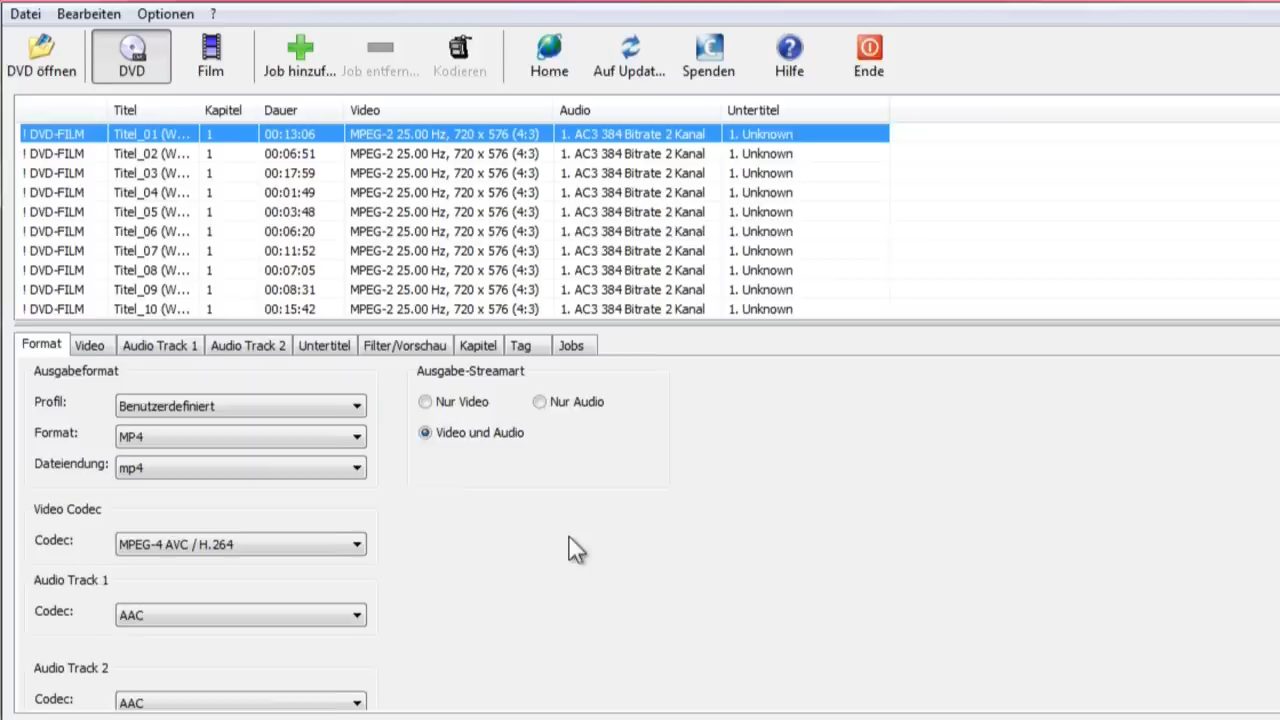 Datei Bearbeiten Optionen ?
DVD öffnen DVD Film Job hinzuf... Job entfern... Kodieren Home Auf Updat... Spenden Hilfe Ende
Titel Kapitel Dauer Video Audio Untertitel
! DVD-FILM Titel_01 (W... 1 00:13:06 MPEG-2 25.00 Hz, 720 x 576 (4:3) 1. AC3 384 Bitrate 2 Kanal 1. Unknown
! DVD-FILM Titel_02 (W... 1 00:06:51 MPEG-2 25.00 Hz, 720 x 576 (4:3) 1. AC3 384 Bitrate 2 Kanal 1. Unknown
! DVD-FILM Titel_03 (W... 1 00:17:59 MPEG-2 25.00 Hz, 720 x 576 (4:3) 1. AC3 384 Bitrate 2 Kanal 1. Unknown
! DVD-FILM Titel_04 (W... 1 00:01:49 MPEG-2 25.00 Hz, 720 x 576 (4:3) 1. AC3 384 Bitrate 2 Kanal 1. Unknown
! DVD-FILM Titel_05 (W... 1 00:03:48 MPEG-2 25.00 Hz, 720 x 576 (4:3) 1. AC3 384 Bitrate 2 Kanal 1. Unknown
! DVD-FILM Titel_06 (W... 1 00:06:20 MPEG-2 25.00 Hz, 720 x 576 (4:3) 1. AC3 384 Bitrate 2 Kanal 1. Unknown
! DVD-FILM Titel_07 (W... 1 00:11:52 MPEG-2 25.00 Hz, 720 x 576 (4:3) 1. AC3 384 Bitrate 2 Kanal 1. Unknown
! DVD-FILM Titel_08 (W... 1 00:07:05 MPEG-2 25.00 Hz, 720 x 576 (4:3) 1. AC3 384 Bitrate 2 Kanal 1. Unknown
! DVD-FILM Titel_09 (W... 1 00:08:31 MPEG-2 25.00 Hz, 720 x 576 (4:3) 1. AC3 384 Bitrate 2 Kanal 1. Unknown
! DVD-FILM Titel_10 (W... 1 00:15:42 MPEG-2 25.00 Hz, 720 x 576 (4:3) 1. AC3 384 Bitrate 2 Kanal 1. Unknown
Format Video Audio Track 1 Audio Track 2 Untertitel Filter/Vorschau Kapitel Tag Jobs
Ausgabeformat
Profil: Benutzerdefiniert
Format: MP4
Dateiendung: mp4
Ausgabe-Streamart
Nur Video Nur Audio
Video und Audio
Video Codec
Codec: MPEG-4 AVC / H.264
Audio Track 1
Codec: AAC
Audio Track 2
Codec: AAC